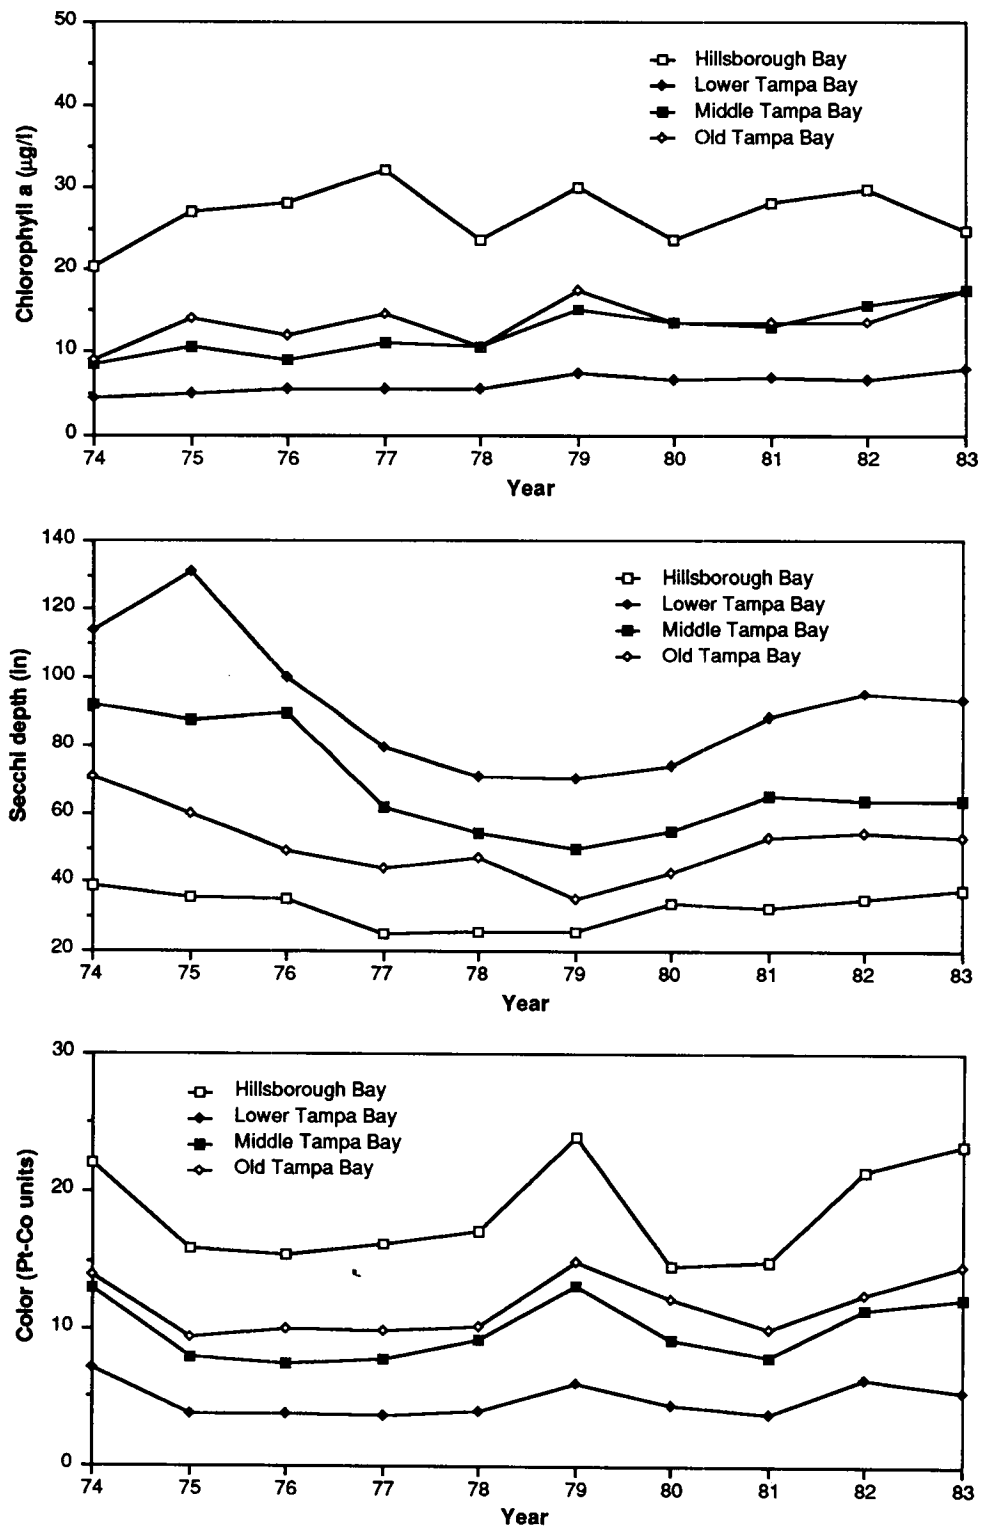 50
40
30
20
10
0
Chlorophyll a (µg/l)
Hillsborough Bay
Lower Tampa Bay
Middle Tampa Bay
Old Tampa Bay
74 75 76 77 78 79 80 81 82 83
Year
140
120
100
80
60
40
20
Secchi depth (in)
Hillsborough Bay
Lower Tampa Bay
Middle Tampa Bay
Old Tampa Bay
74 75 76 77 78 79 80 81 82 83
Year
30
20
10
0
Color (Pt-Co units)
Hillsborough Bay
Lower Tampa Bay
Middle Tampa Bay
Old Tampa Bay
74 75 76 77 78 79 80 81 82 83
Year